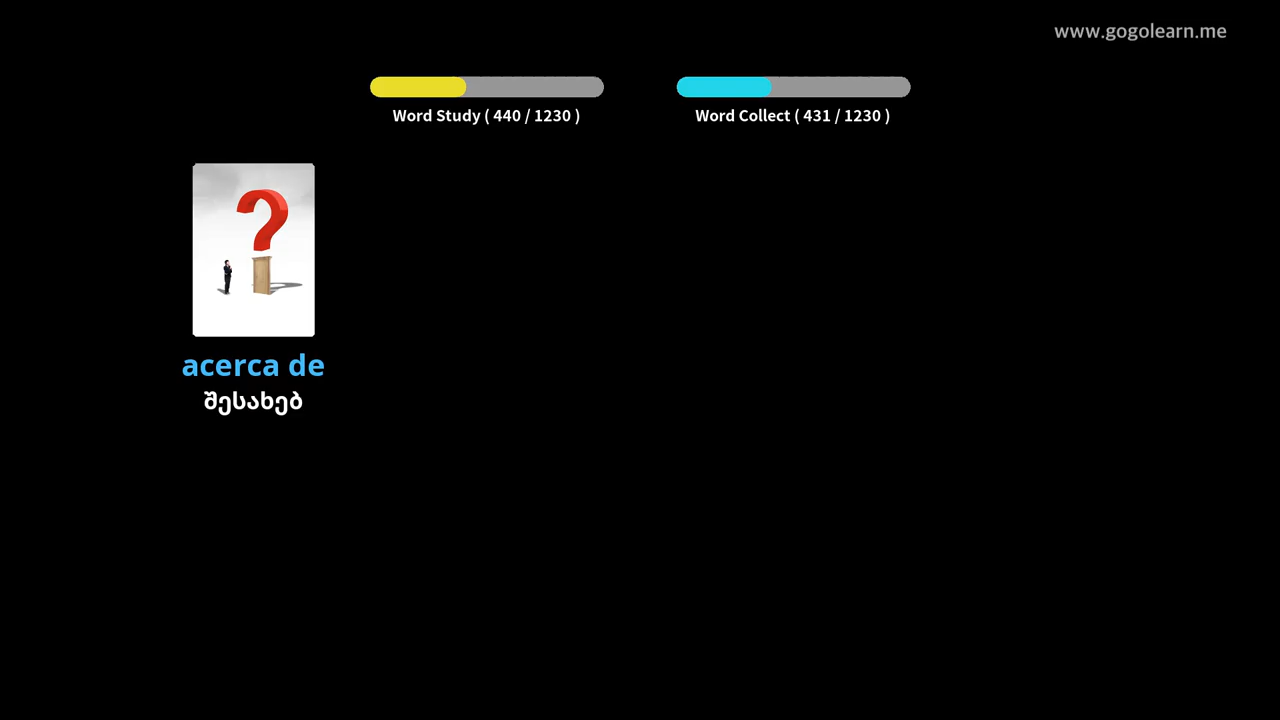 www.gogolearn.me
Word Study ( 440 / 1230 )
Word Collect ( 431 / 1230 )
acerca de
შესახებ